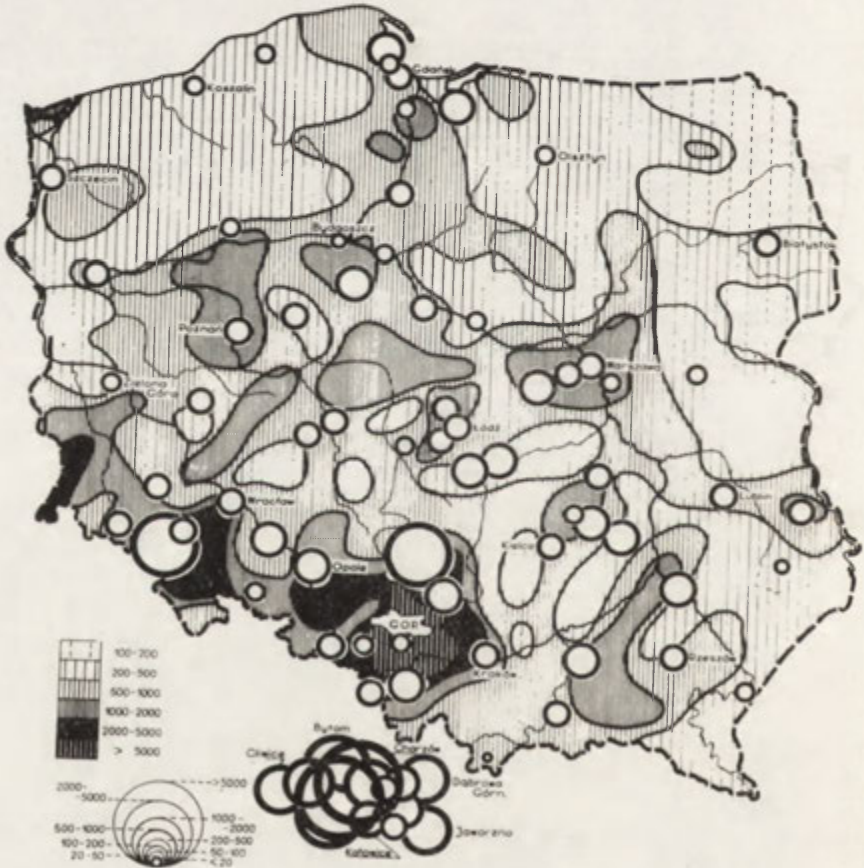 Koszalin
Gdańsk
Szczecin
Olsztyn
Bydgoszcz
Białystok
Poznań
Warszawa
Zielona
Góra
Łódź
Wrocław
Lublin
Kielce
Opole
GOP
Kraków
Rzeszów
100-200
200-500
500-1000
1000-2000
2000-5000
> 5000
Bytom
Gliwice
Chorzów
Dąbrowa
Górn.
Jaworzno
Katowice
2000-
-5000
>5000
1000-
-2000
500-1000
200-500
100-200
50-100
20-50
<20